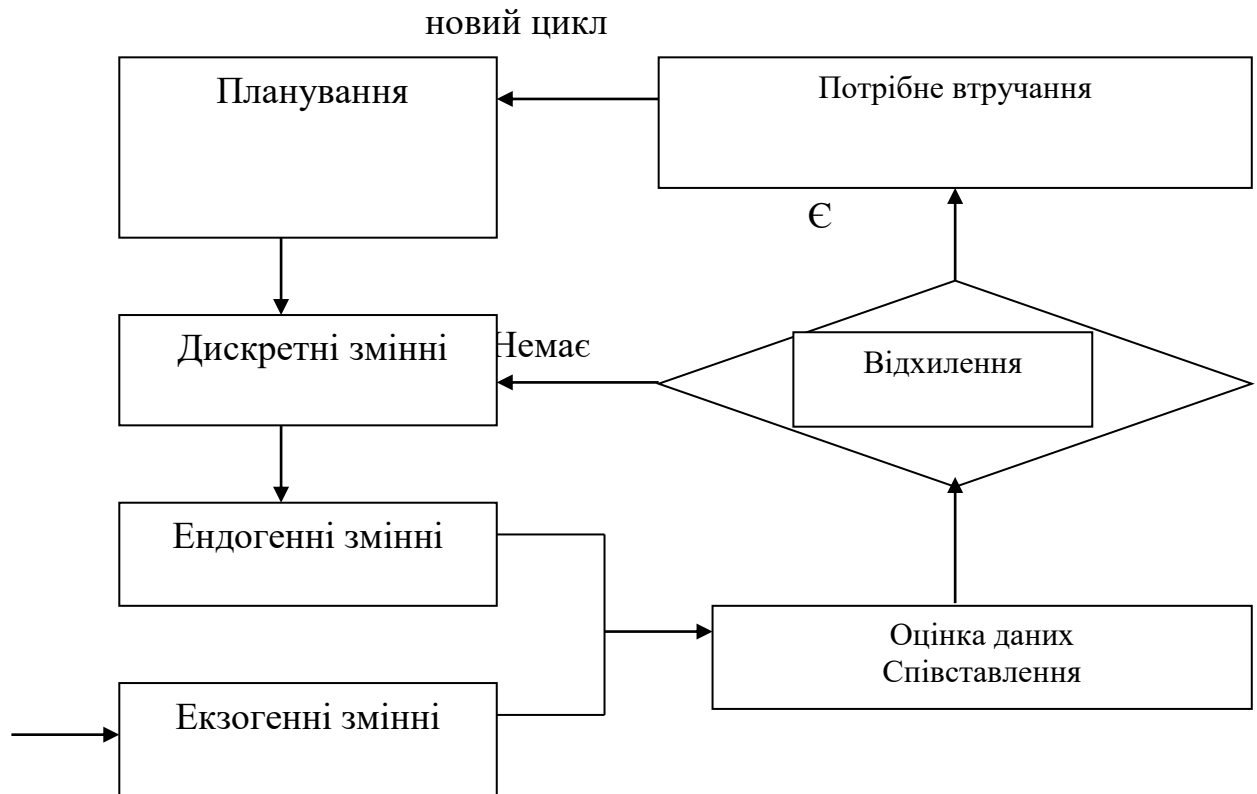 новий цикл
Планування
Потрібне втручання
Є
Дискретні змінні
Немає
Відхилення
Ендогенні змінні
Оцінка даних
Співставлення
Екзогенні змінні